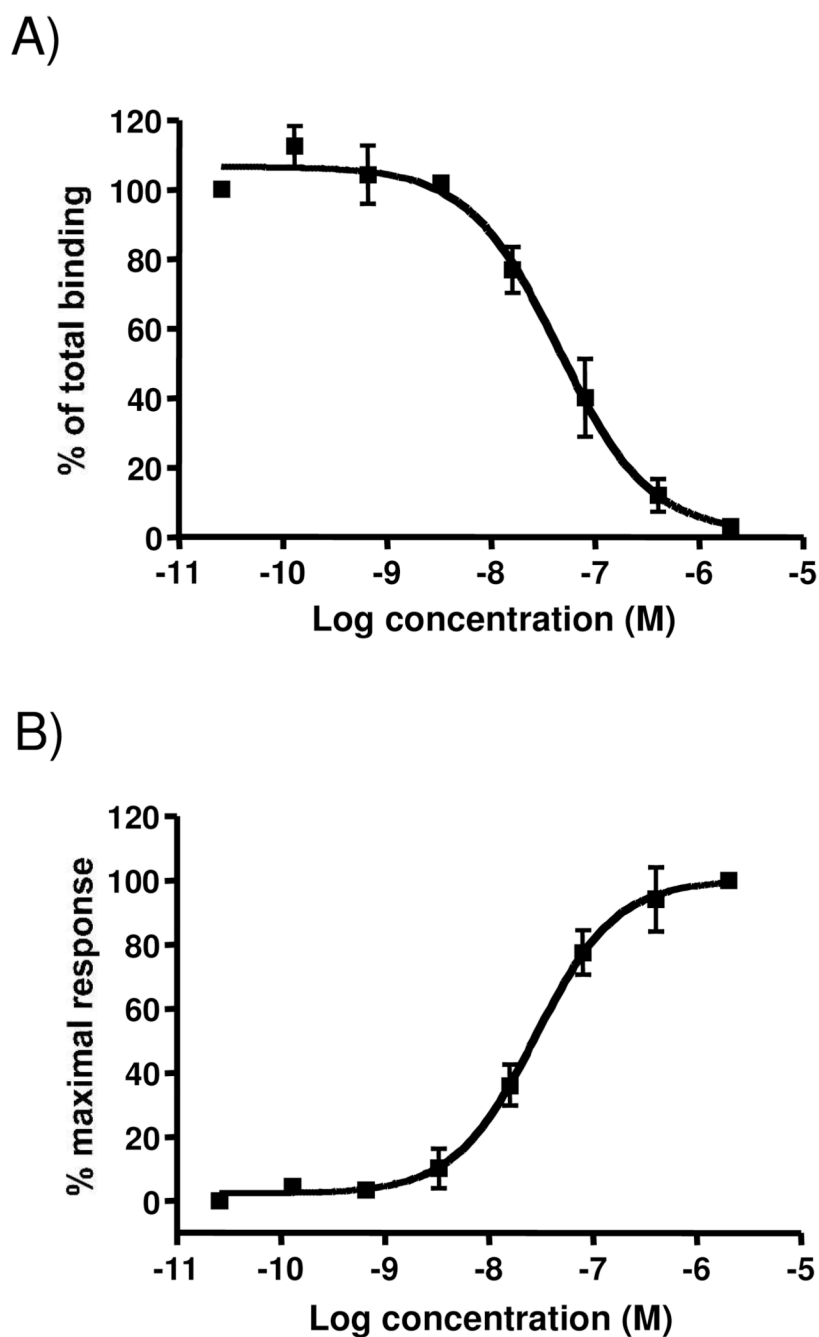 A)
% of total binding
120
100
80
60
40
20
0
-11 -10 -9 -8 -7 -6 -5
Log concentration (M)
B)
% maximal response
120
100
80
60
40
20
0
-11 -10 -9 -8 -7 -6 -5
Log concentration (M)